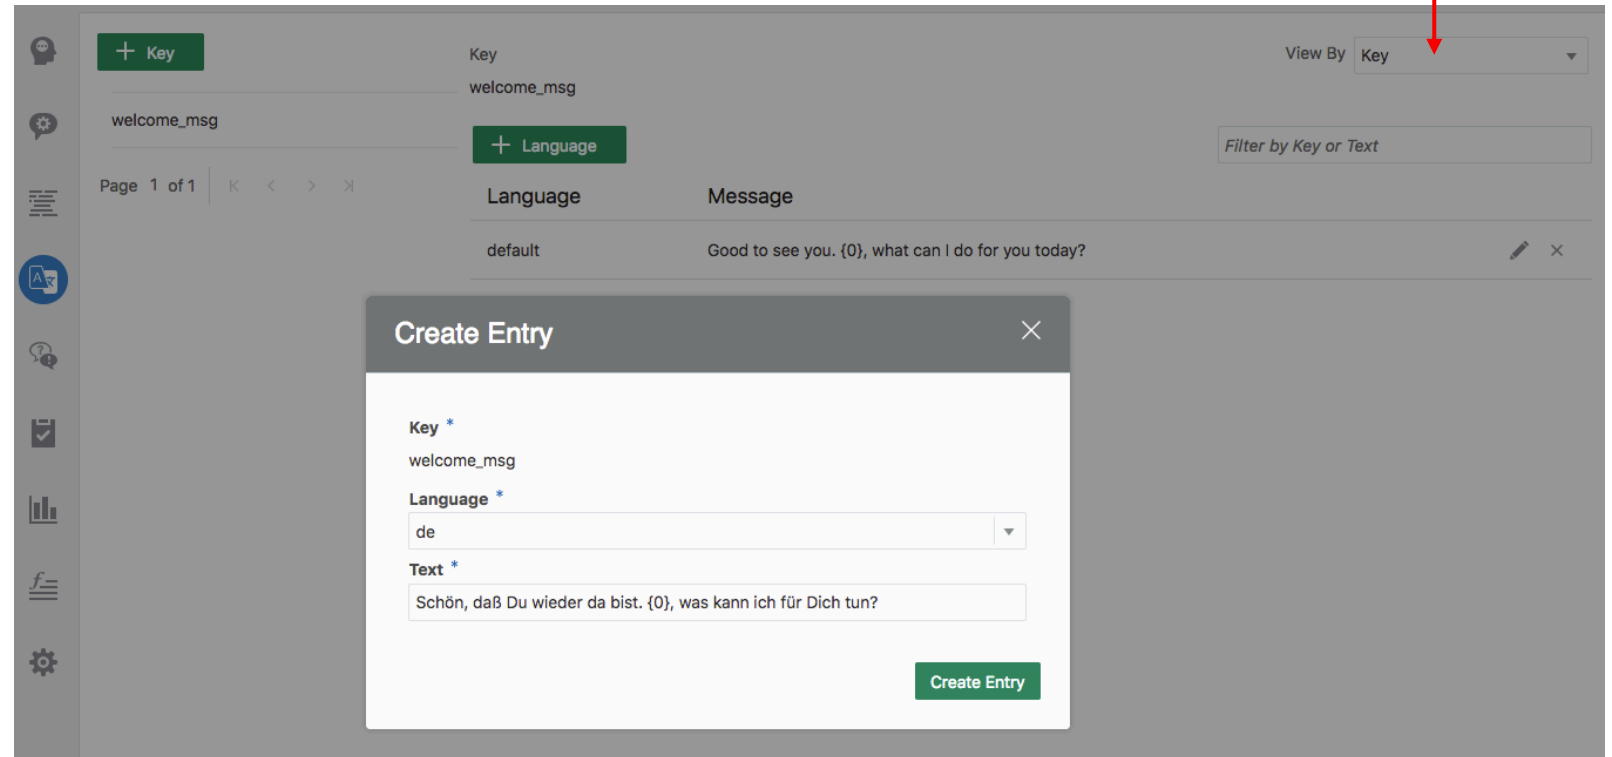 + Key
welcome_msg
Page 1 of 1
Key
welcome_msg
View By Key
+ Language
Filter by Key or Text
Language Message
default Good to see you. {0}, what can I do for you today?
Create Entry
Key *
welcome_msg
Language *
de
Text *
Schön, daß Du wieder da bist. {0}, was kann ich für Dich tun?
Create Entry